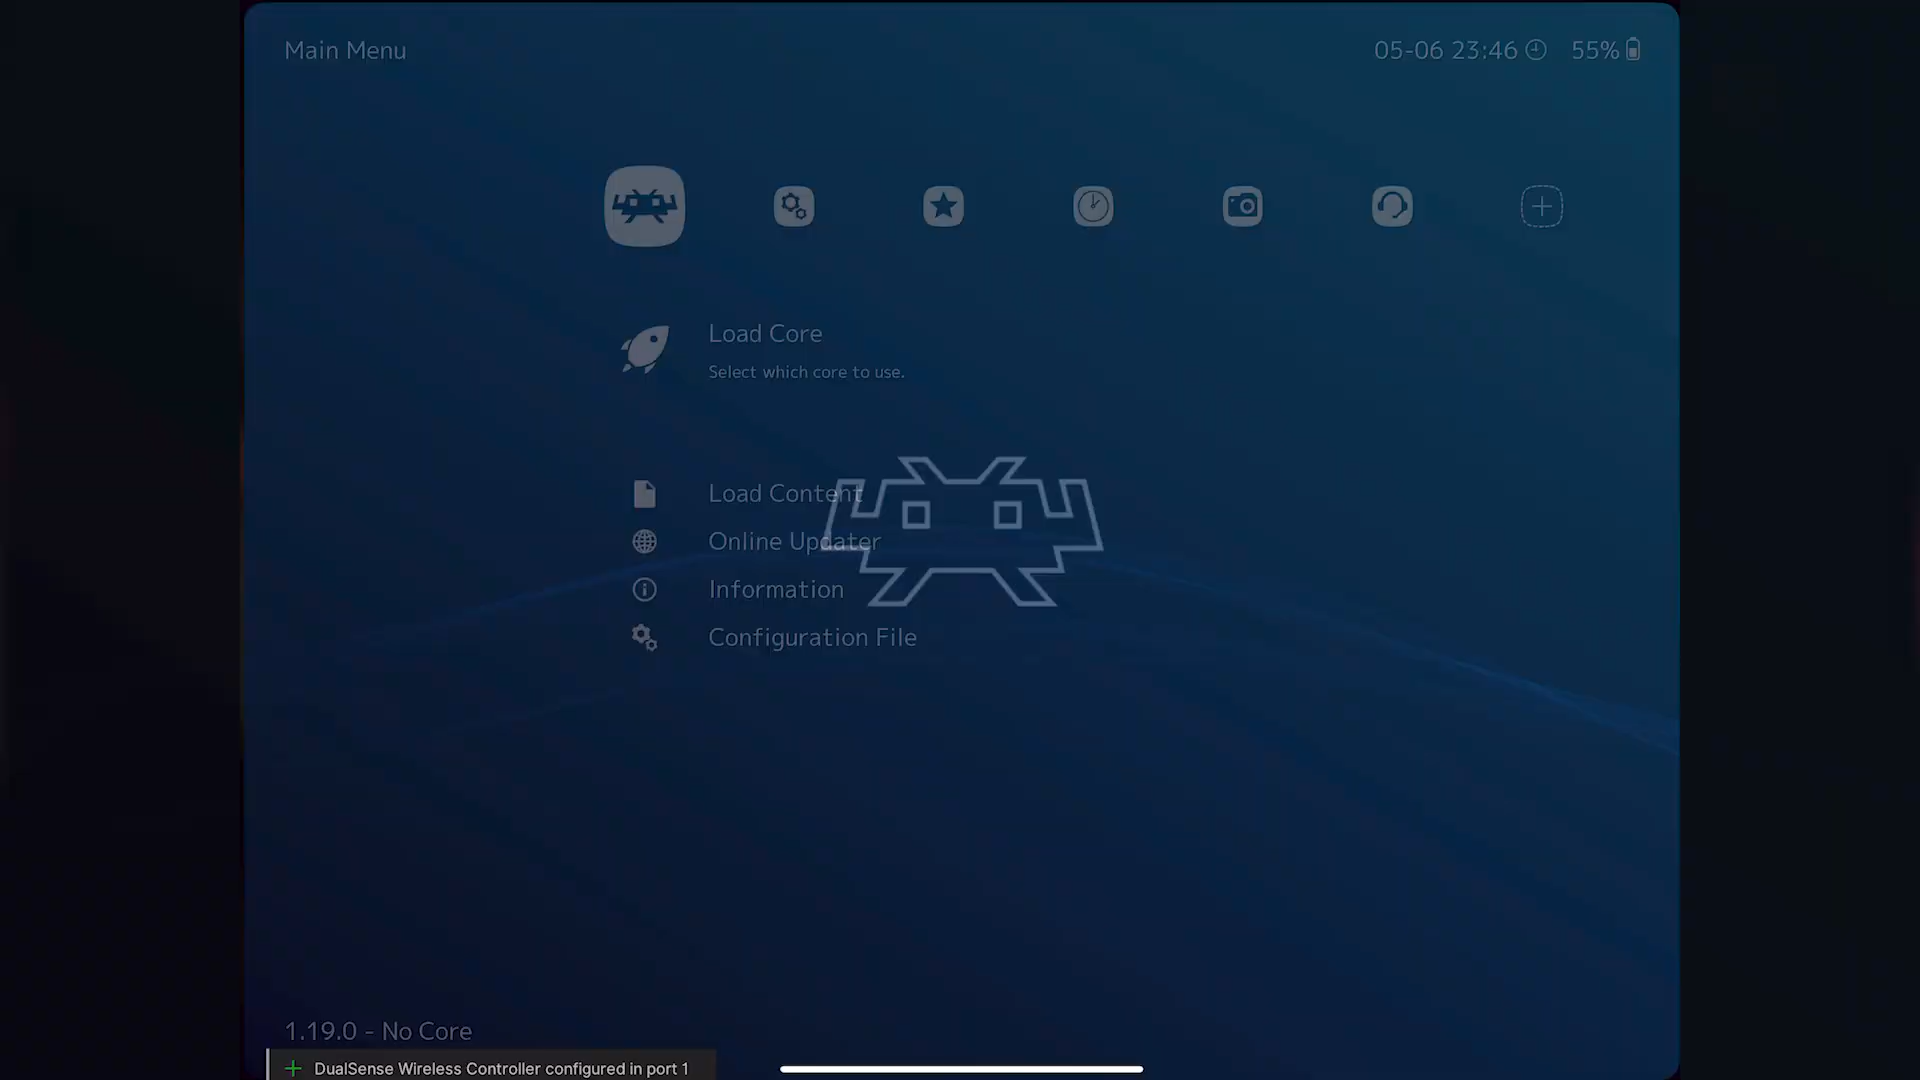 Main Menu
05-06 23:46 55%
Load Core
Select which core to use.
Load Content
Online Updater
Information
Configuration File
1.19.0 - No Core
DualSense Wireless Controller configured in port 1